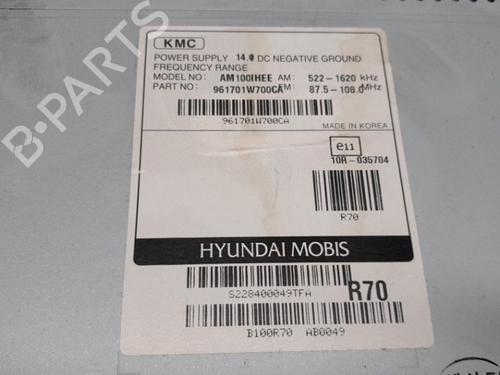 KMC
POWER SUPPLY 14.4 DC NEGATIVE GROUND
FREQUENCY RANGE
MODEL NO: AM100IHEE AM: 522-1620 kHz
PART NO: 961701W700CA FM: 87.5-108.0 MHz
961701W700CA
MADE IN KOREA
e11
10R-035704
R70
HYUNDAI MOBIS
S228400049TFA
R70
B100R70 AB0049
B-PARTS